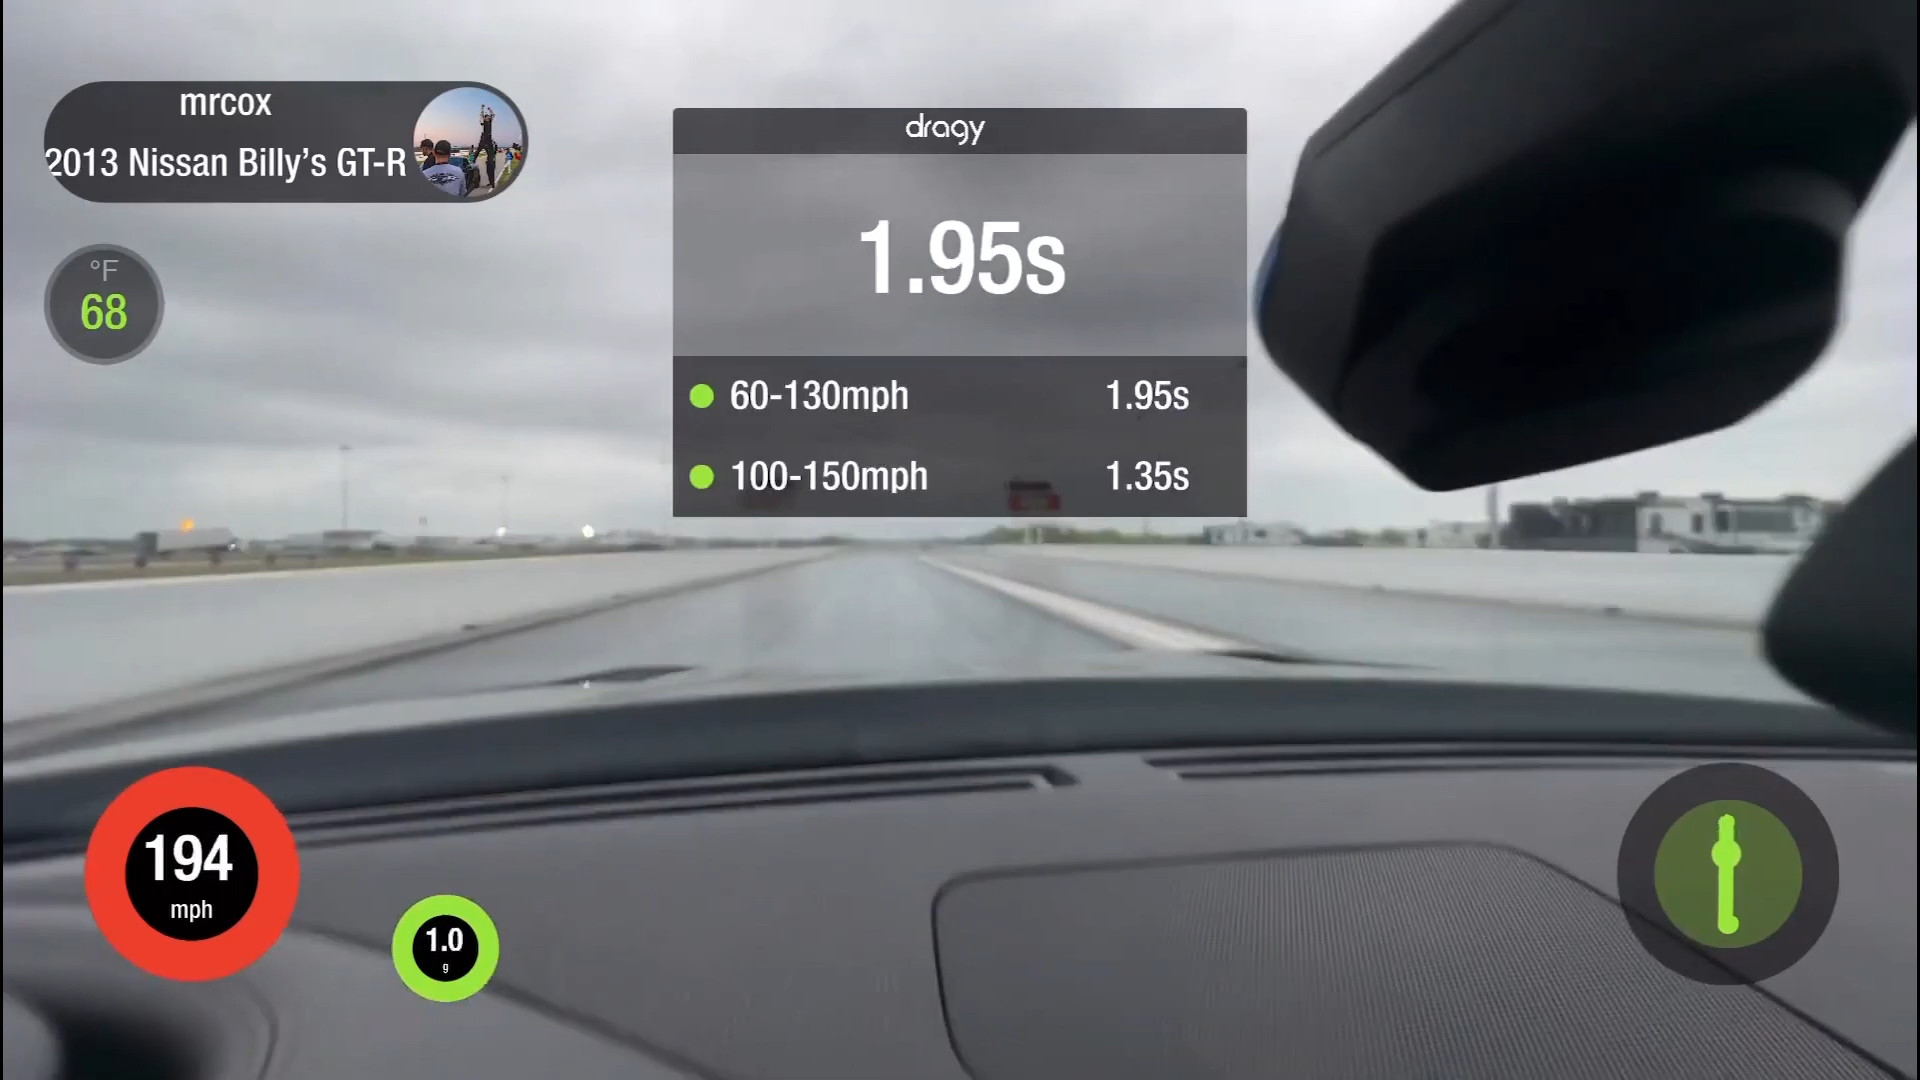 mrcox
2013 Nissan Billy's GT-R
°F
68
dragy
1.95s
60-130mph 1.95s
100-150mph 1.35s
194
mph
1.0
g